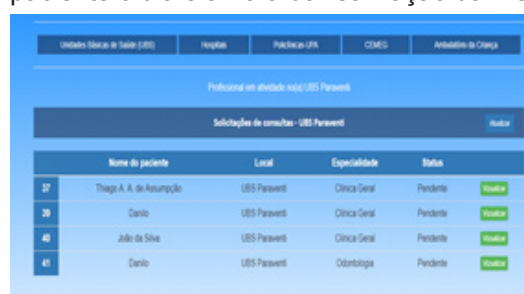 Unidades Básicas de Saúde (UBS) Hospitais Policlínicas-UPA CEMEG Ambulatório da Criança
Profissional em atividade no(a) UBS Paraventi
Solicitações de consultas - UBS Paraventi Atualizar
Nome do paciente Local Especialidade Status
37 Thiago A. A. de Assumpção UBS Paraventi Clínica Geral Pendente Visualizar
39 Danilo UBS Paraventi Clínica Geral Pendente Visualizar
40 João da Silva UBS Paraventi Clínica Geral Pendente Visualizar
41 Danilo UBS Paraventi Odontologia Pendente Visualizar